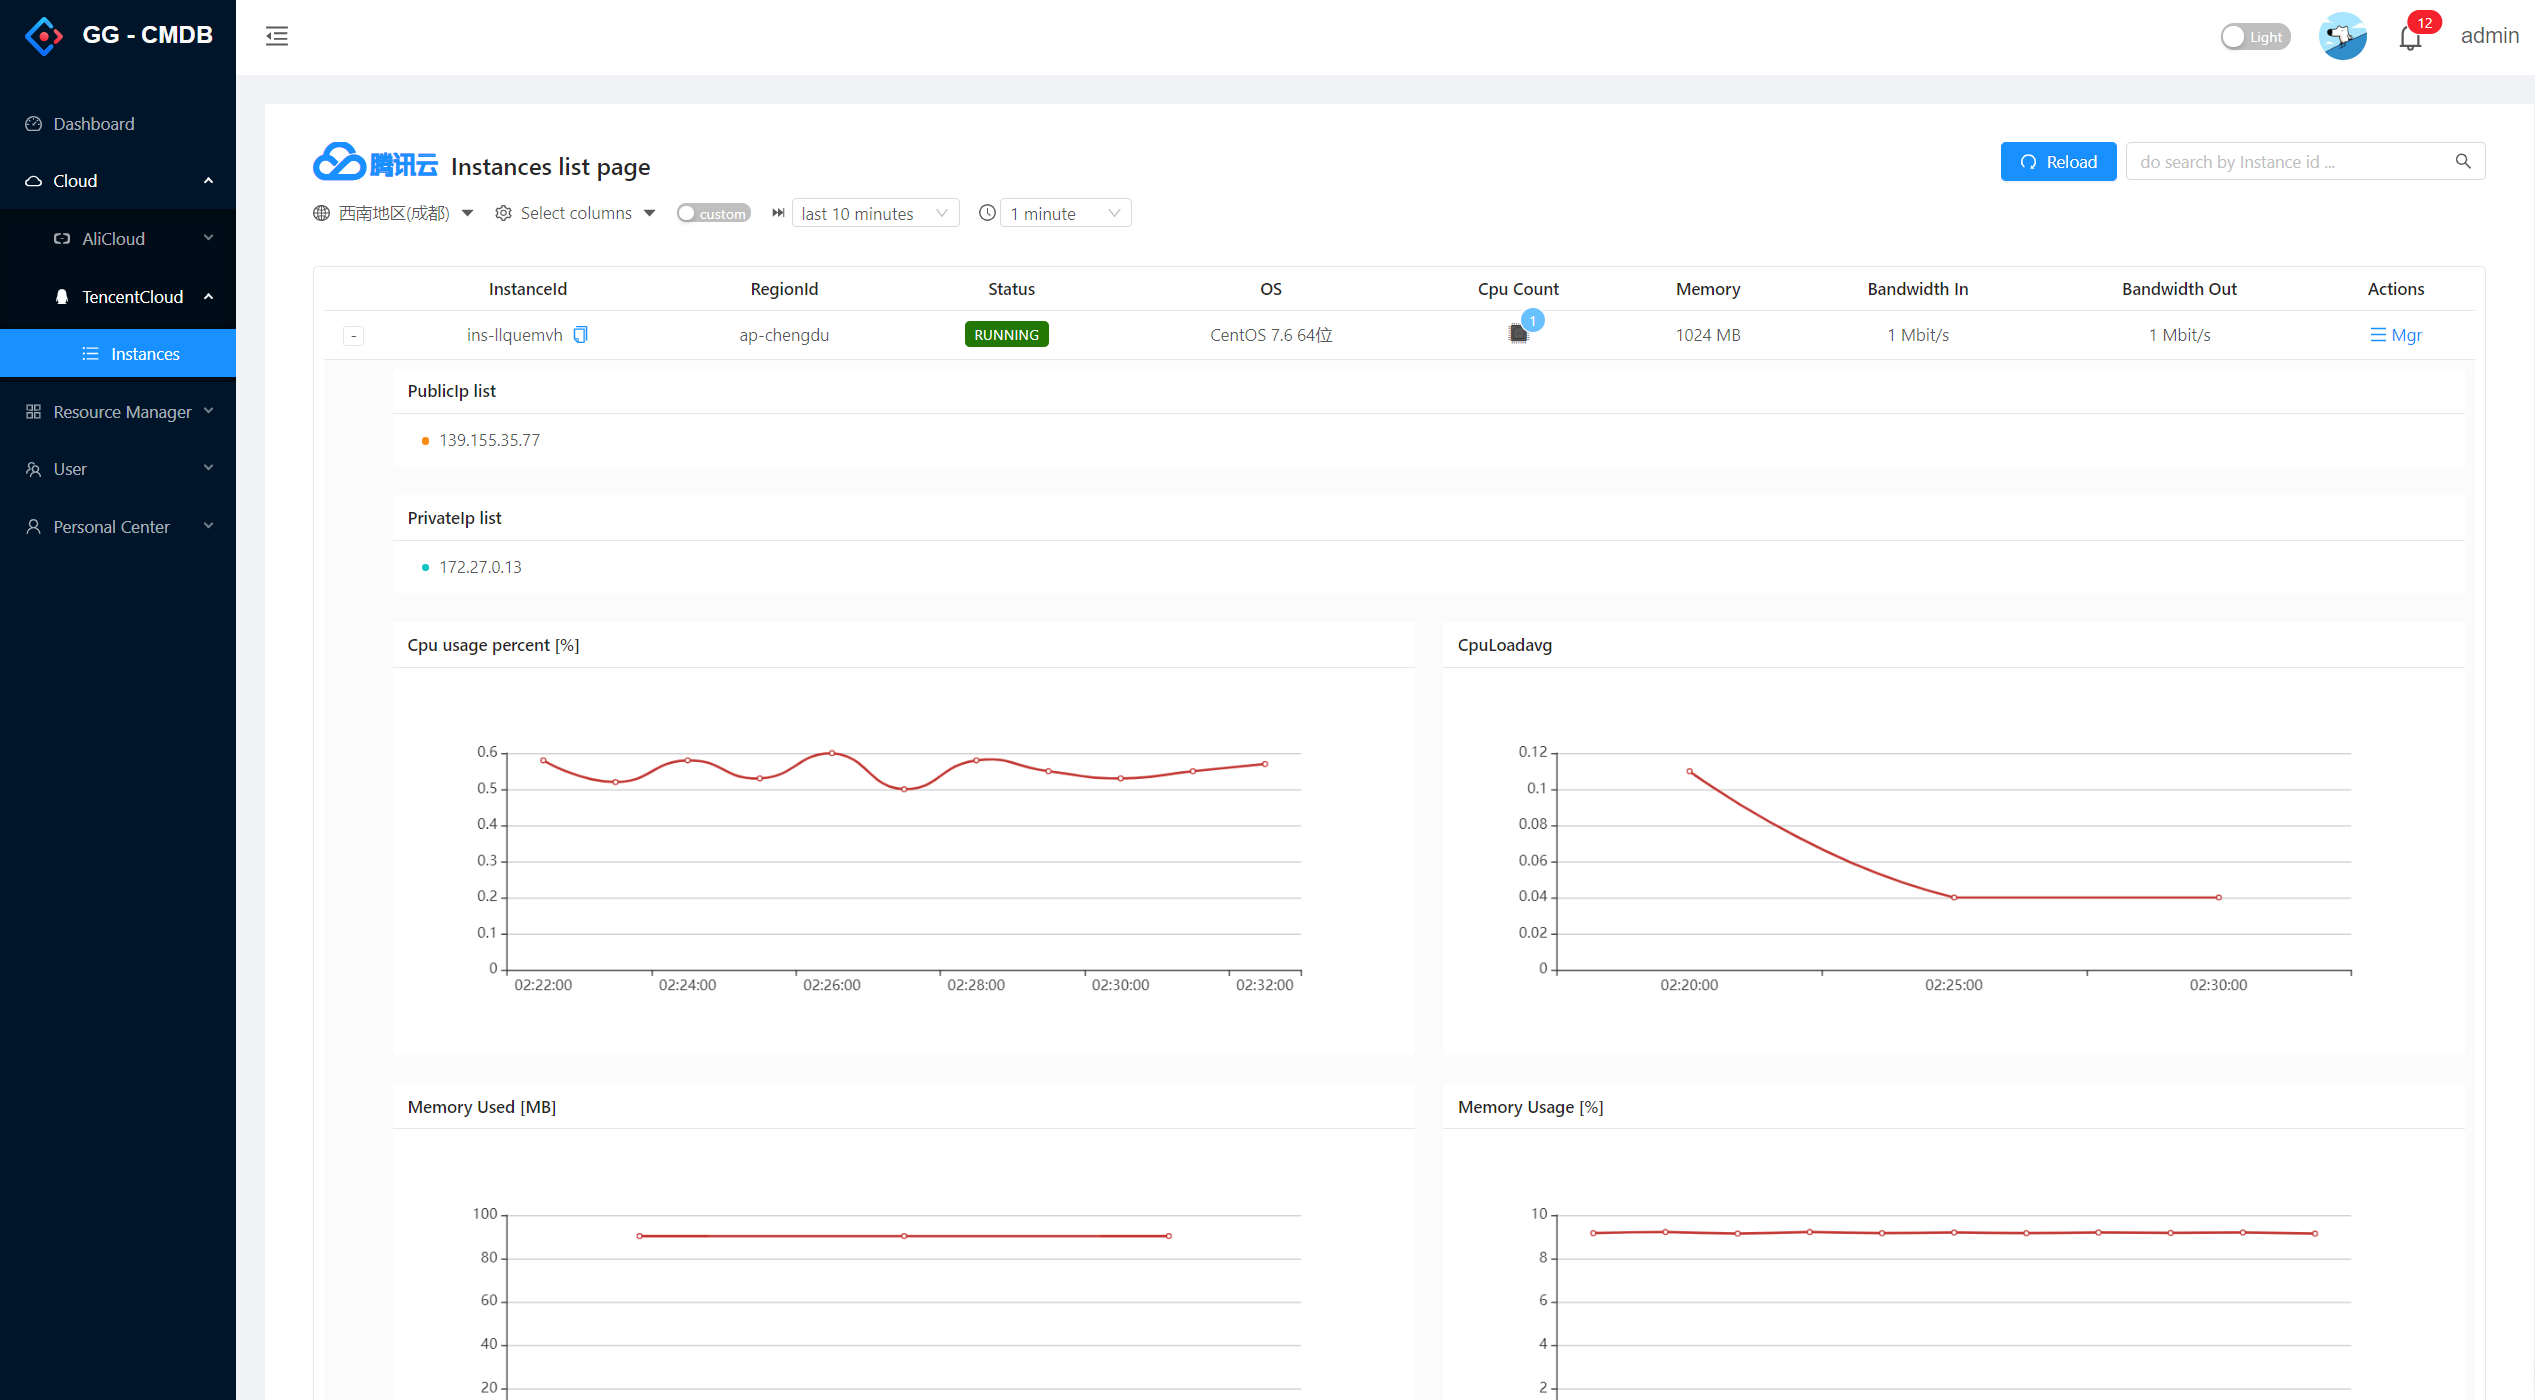 GG - CMDB
Light
12
admin
Dashboard
Cloud
AliCloud
TencentCloud
Instances
Resource Manager
User
Personal Center
腾讯云 Instances list page
Reload
do search by Instance id ...
西南地区(成都)
Select columns
custom
last 10 minutes
1 minute
InstanceId RegionId Status OS Cpu Count Memory Bandwidth In Bandwidth Out Actions
- ins-llquemvh ap-chengdu RUNNING CentOS 7.6 64位 1 1024 MB 1 Mbit/s 1 Mbit/s Mgr
PublicIp list
139.155.35.77
PrivateIp list
172.27.0.13
Cpu usage percent [%]
0.6
0.5
0.4
0.3
0.2
0.1
0
02:22:00 02:24:00 02:26:00 02:28:00 02:30:00 02:32:00
CpuLoadavg
0.12
0.1
0.08
0.06
0.04
0.02
0
02:20:00 02:25:00 02:30:00
Memory Used [MB]
100
80
60
40
20
Memory Usage [%]
10
8
6
4
2